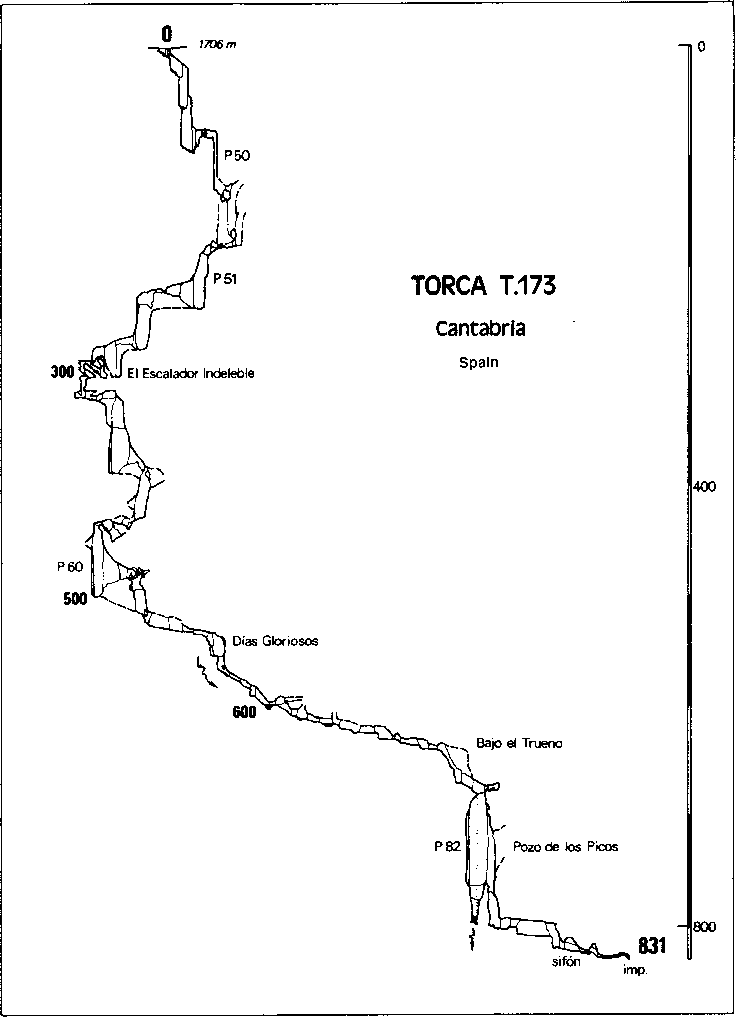 0
1706 m
0
P 50
P 51
TORCA T.173
Cantabria
Spain
300
El Escalador Indeleble
400
P 60
500
Días Gloriosos
600
Bajo el Trueno
P 82
Pozo de los Picos
800
831
sifón
imp.